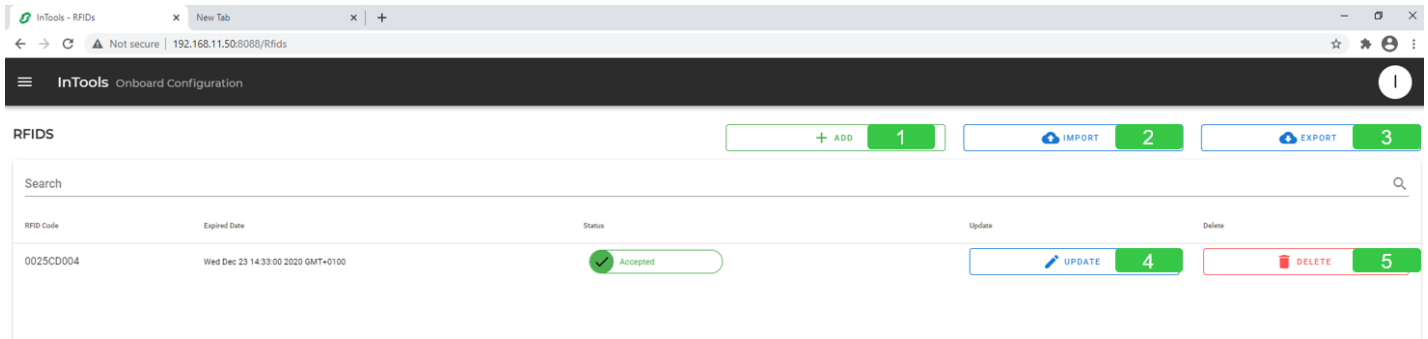 InTools - RFIDs
New Tab
Not secure
192.168.11.50:8088/Rfids
InTools Onboard Configuration
I
RFIDS
ADD 1
IMPORT 2
EXPORT 3
Search
RFID Code Expired Date Status Update Delete
0025CD004 Wed Dec 23 14:33:00 2020 GMT+0100 Accepted UPDATE 4 DELETE 5